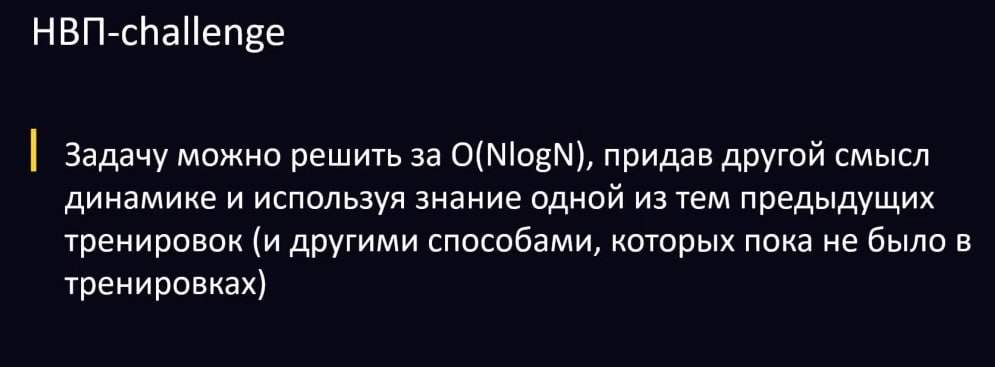 НВП-challenge
Задачу можно решить за O(NlogN), придав другой смысл
динамике и используя знание одной из тем предыдущих
тренировок (и другими способами, которых пока не было в
тренировках)